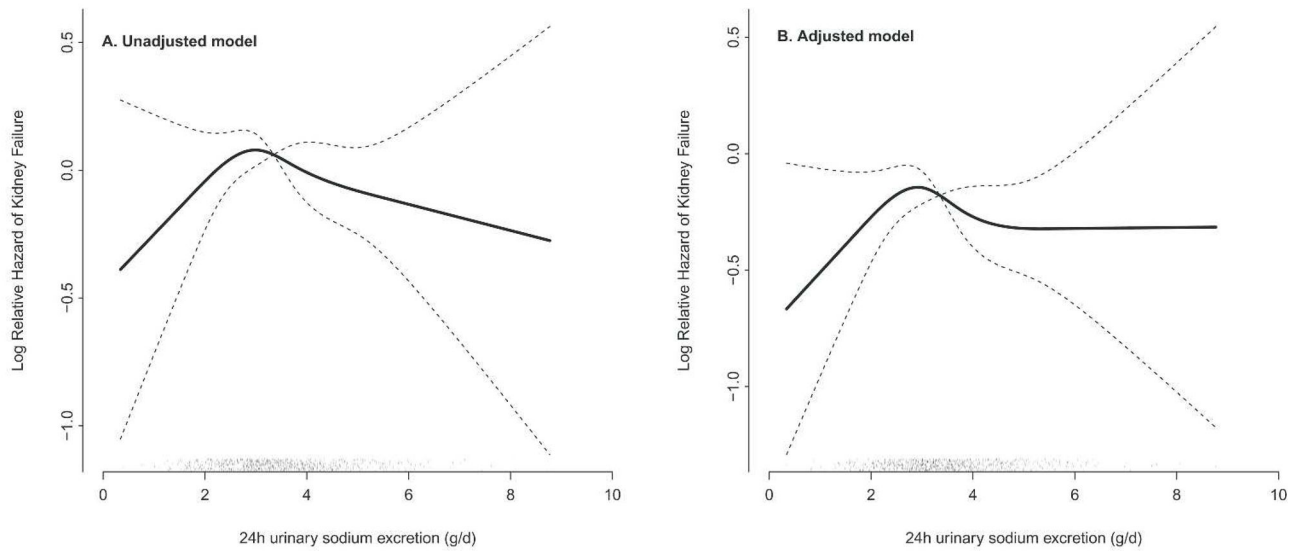 A. Unadjusted model
Log Relative Hazard of Kidney Failure
0.5
0.0
−0.5
−1.0
0 2 4 6 8 10
24h urinary sodium excretion (g/d)
B. Adjusted model
Log Relative Hazard of Kidney Failure
0.5
0.0
−0.5
−1.0
0 2 4 6 8 10
24h urinary sodium excretion (g/d)